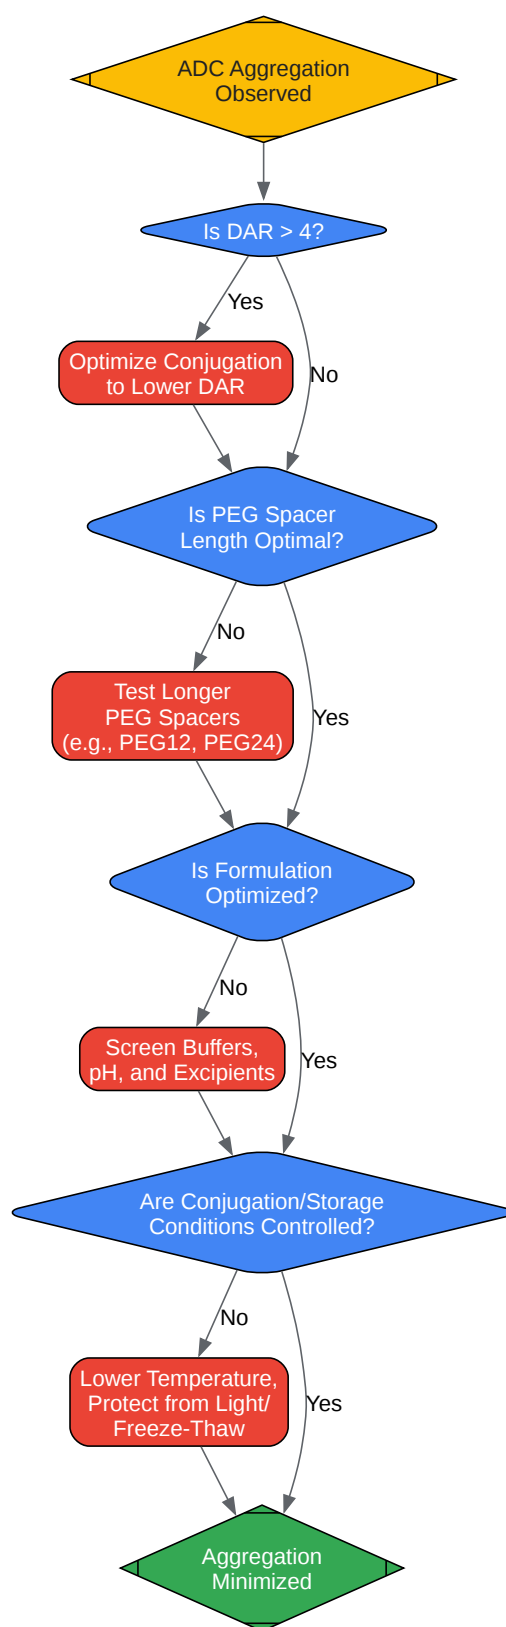 ADC Aggregation
Observed
Is DAR > 4?
Yes
Optimize Conjugation
to Lower DAR
No
Is PEG Spacer
Length Optimal?
No
Test Longer
PEG Spacers
(e.g., PEG12, PEG24)
Yes
Is Formulation
Optimized?
No
Screen Buffers,
pH, and Excipients
Yes
Are Conjugation/Storage
Conditions Controlled?
No
Lower Temperature,
Protect from Light/
Freeze-Thaw
Yes
Aggregation
Minimized